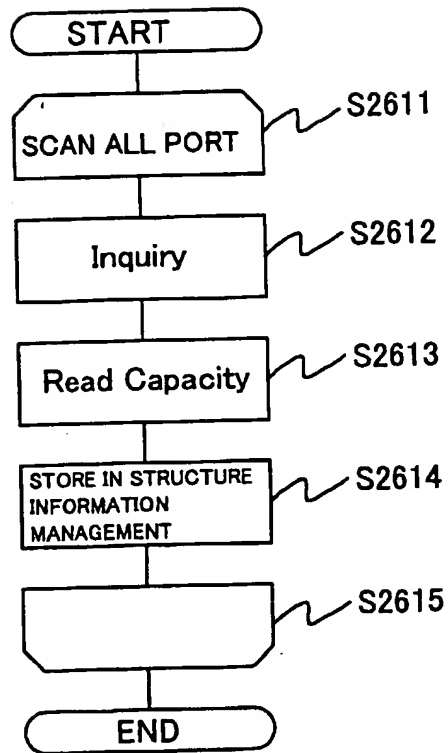 START
SCAN ALL PORT
S2611
Inquiry
S2612
Read Capacity
S2613
STORE IN STRUCTURE
INFORMATION
MANAGEMENT
S2614
S2615
END